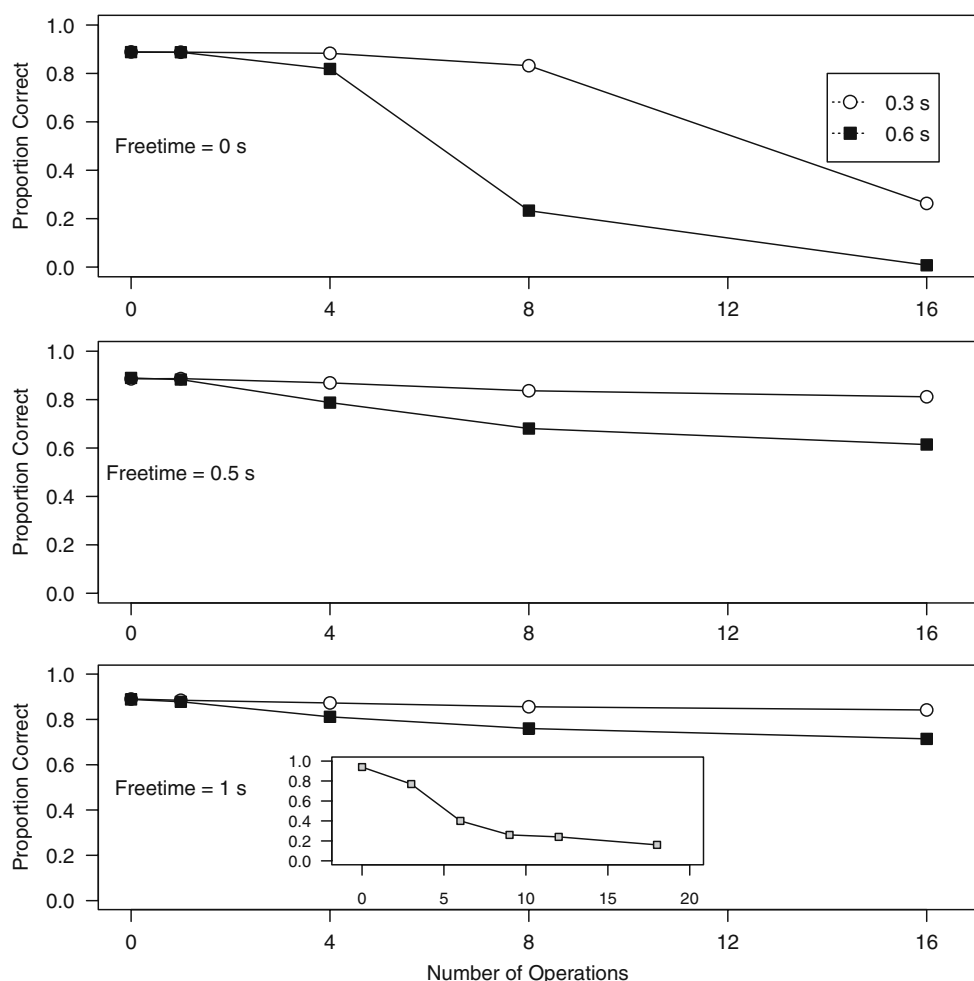 Proportion Correct
1.0
0.8
0.6
0.4
0.2
0.0
Freetime = 0 s
0.3 s
0.6 s
0 4 8 12 16
Proportion Correct
1.0
0.8
0.6
0.4
0.2
0.0
Freetime = 0.5 s
0 4 8 12 16
Proportion Correct
1.0
0.8
0.6
0.4
0.2
0.0
Freetime = 1 s
1.0
0.8
0.6
0.4
0.2
0.0
0 5 10 15 20
0 4 8 12 16
Number of Operations